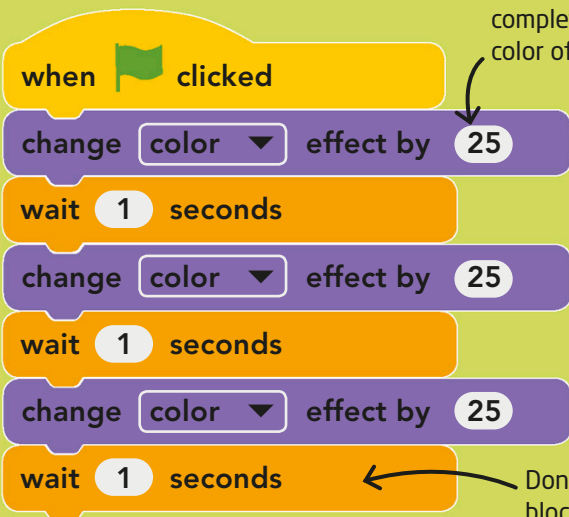 comple
color of
when clicked
change color effect by 25
wait 1 seconds
change color effect by 25
wait 1 seconds
change color effect by 25
wait 1 seconds
Don
bloc